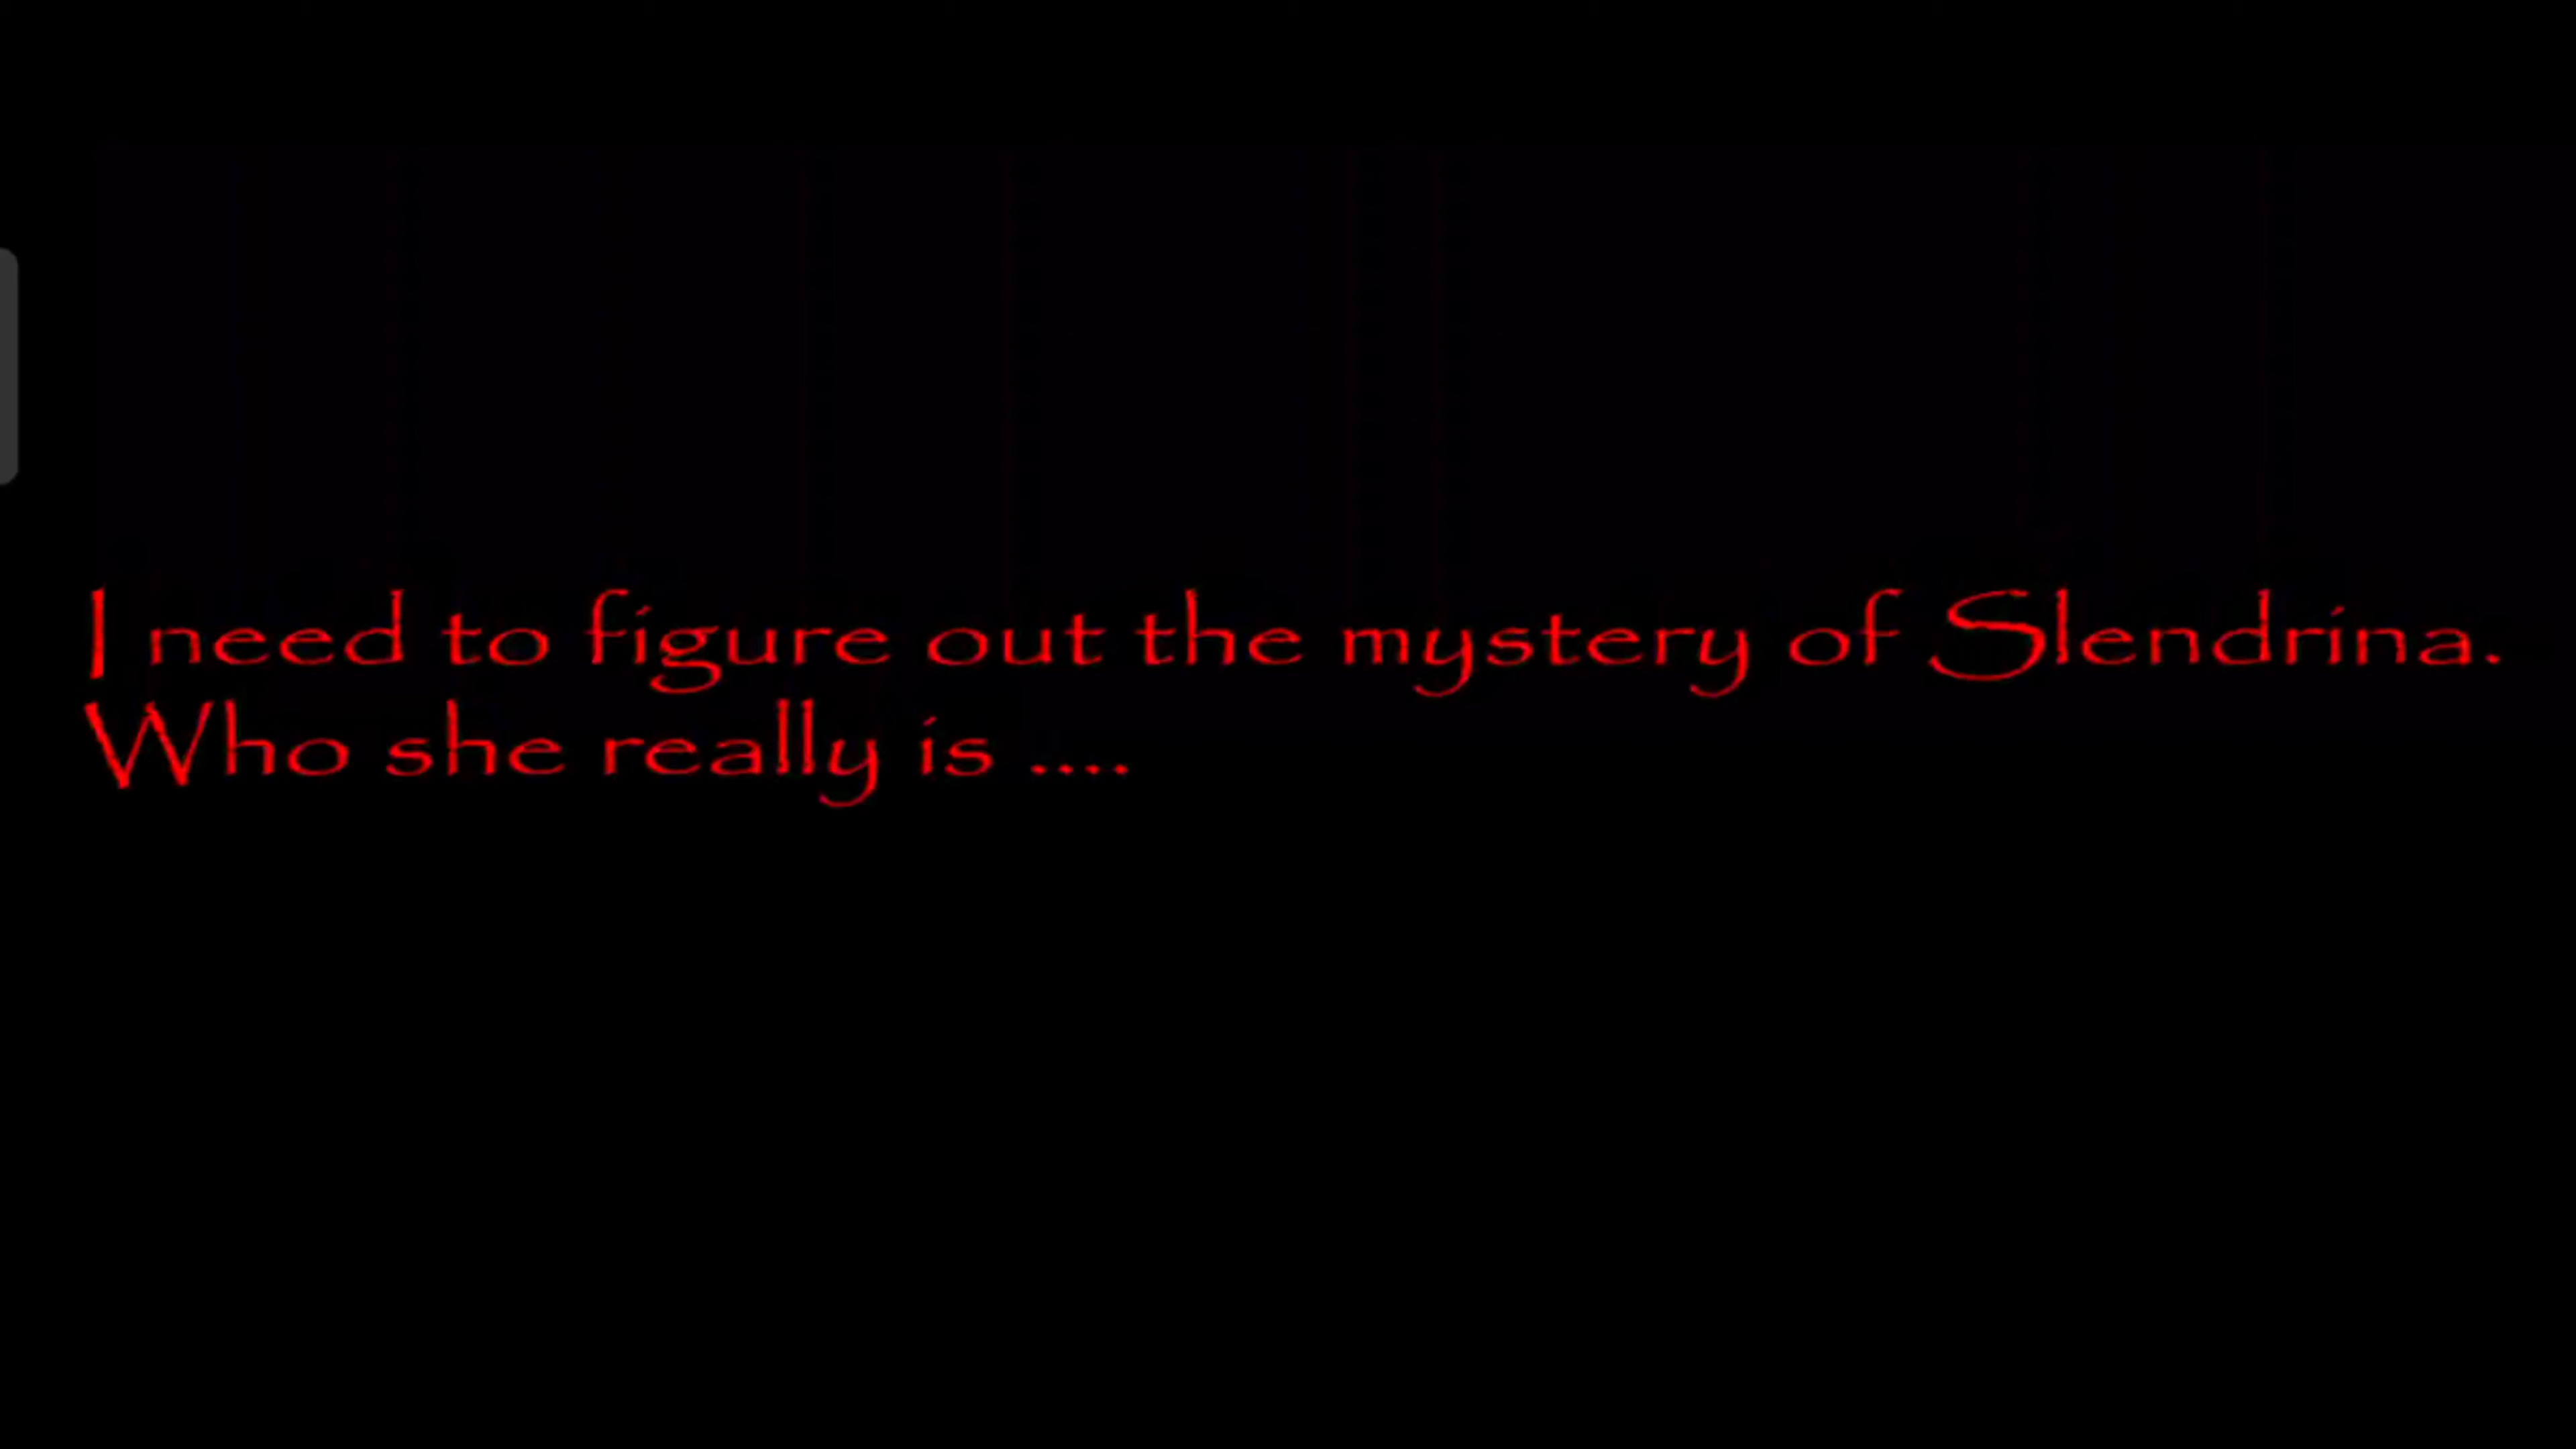 I need to figure out the mystery of Slendrina.
Who she really is ....